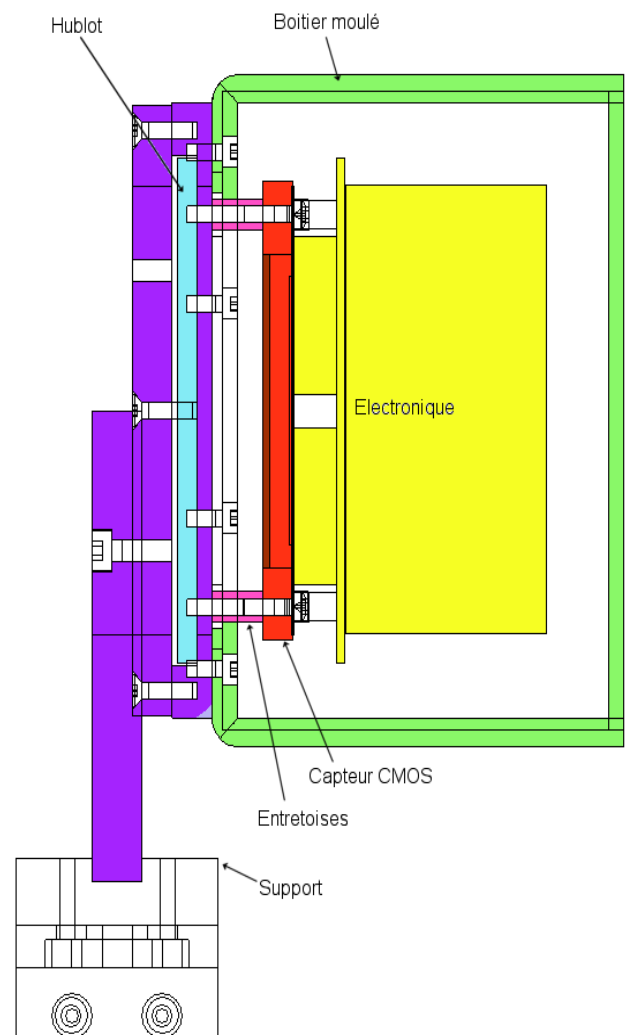 Hublot
Boitier moulé
Electronique
Capteur CMOS
Entretoises
Support